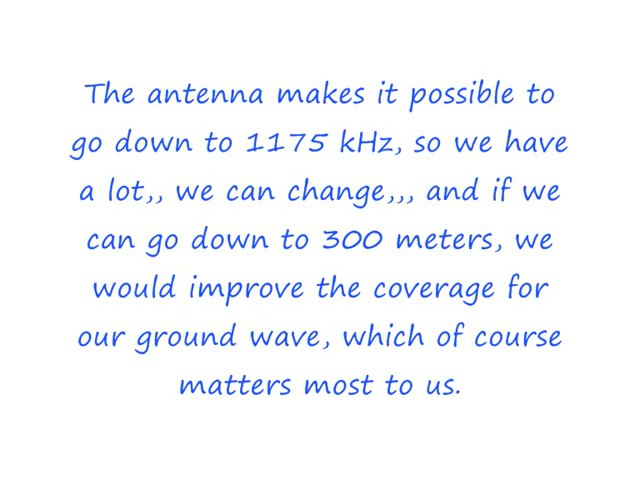 The antenna makes it possible to
go down to 1175 kHz, so we have
a lot,, we can change,,, and if we
can go down to 300 meters, we
would improve the coverage for
our ground wave, which of course
matters most to us.